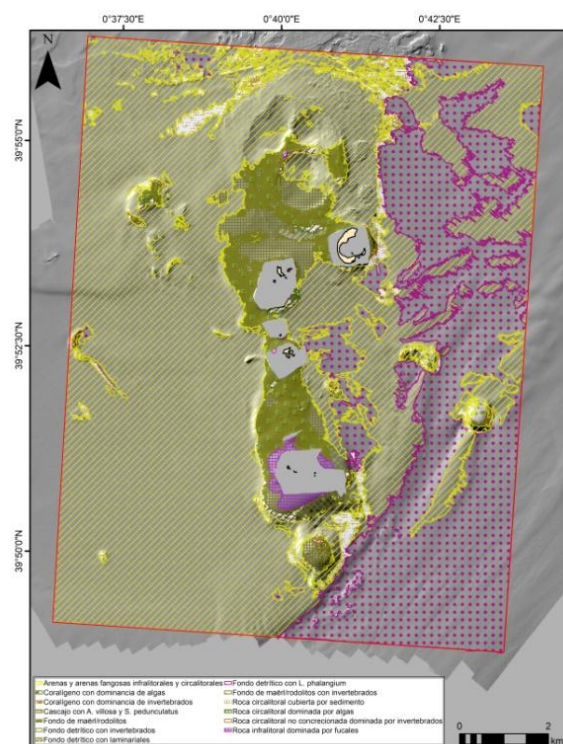 0°37'30"E
0°40'0"E
0°42'30"E
N
39°55'0"N
39°52'30"N
39°50'0"N
Arenas y arenas fangosas infralitorales y circalitorales
Coralígeno con dominancia de algas
Coralígeno con dominancia de invertebrados
Cascajo con A. villosa y S. pedunculatus
Fondo de maërl/rodolitos
Fondo detrítico con invertebrados
Fondo detrítico con laminariales
Fondo detrítico con L. phalangium
Fondo de maërl/rodolitos con invertebrados
Roca circalitoral cubierta por sedimento
Roca circalitoral dominada por algas
Roca circalitoral no concrecionada dominada por invertebrados
Roca infralitoral dominada por fucales
0 2
km